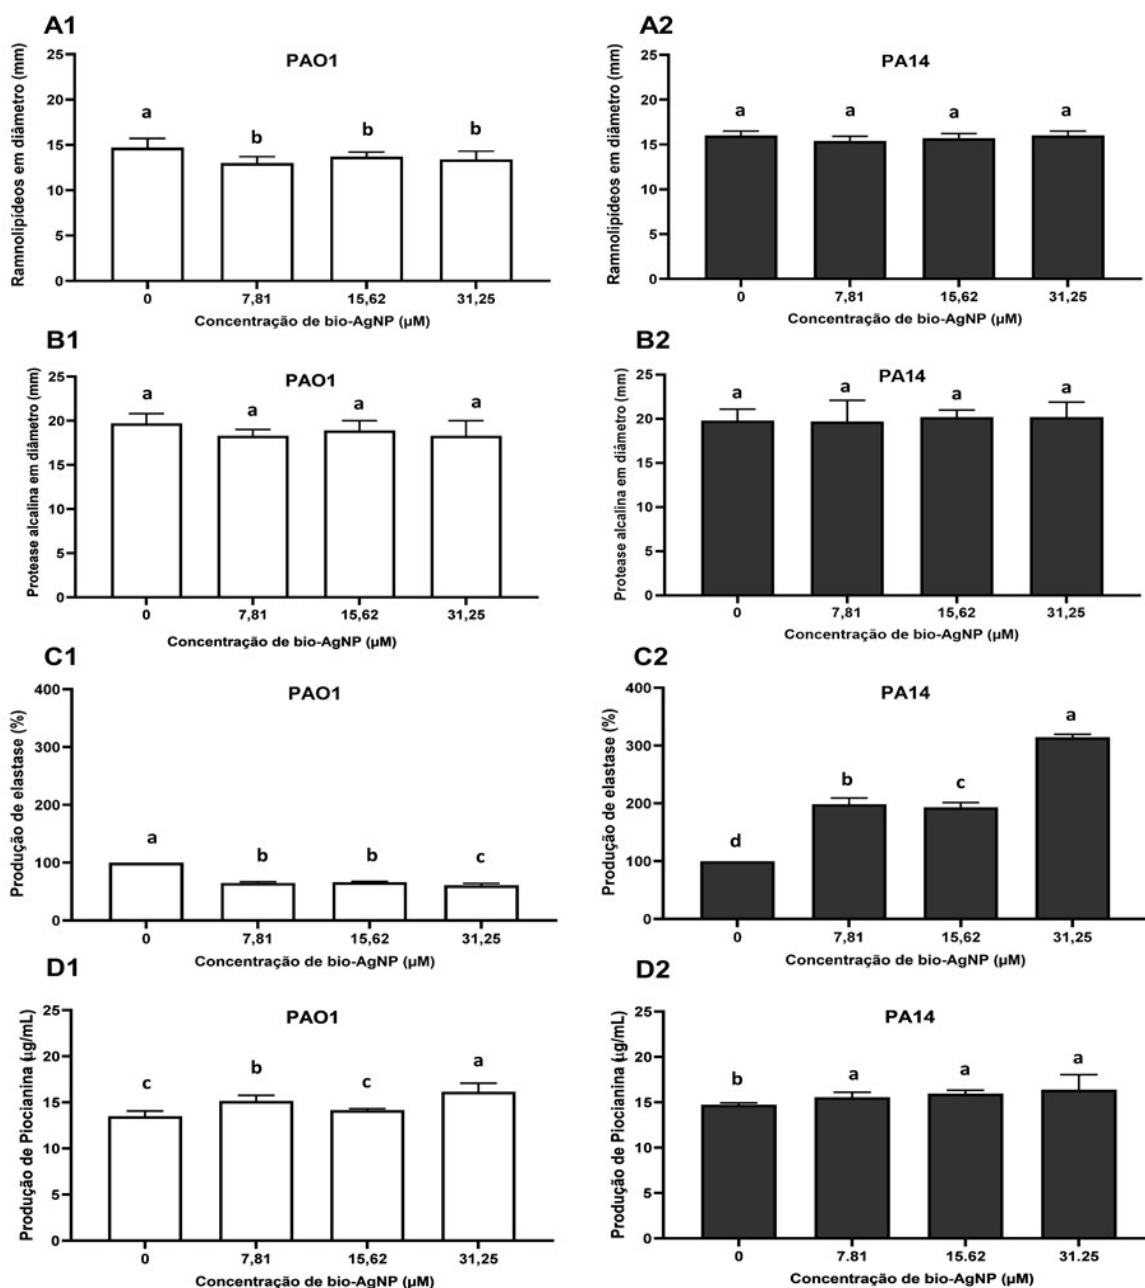 A1
PAO1
Ramnolipídeos em diâmetro (mm)
25
20
15
10
5
0
a
b
b
b
0
7,81
15,62
31,25
Concentração de bio-AgNP (µM)
A2
PA14
Ramnolipídeos em diâmetro (mm)
25
20
15
10
5
0
a
a
a
a
0
7,81
15,62
31,25
Concentração de bio-AgNP (µM)
B1
PAO1
Protease alcalina em diâmetro (mm)
25
20
15
10
5
0
a
a
a
a
0
7,81
15,62
31,25
Concentração de bio-AgNP (µM)
B2
PA14
Protease alcalina em diâmetro (mm)
25
20
15
10
5
0
a
a
a
a
0
7,81
15,62
31,25
Concentração de bio-AgNP (µM)
C1
PAO1
Produção de elastase (%)
400
300
200
100
0
a
b
b
c
0
7,81
15,62
31,25
Concentração de bio-AgNP (µM)
C2
PA14
Produção de elastase (%)
400
300
200
100
0
d
b
c
a
0
7,81
15,62
31,25
Concentração de bio-AgNP (µM)
D1
PAO1
Produção de Piocianina (µg/mL)
25
20
15
10
5
0
c
b
c
a
0
7,81
15,62
31,25
Concentração de bio-AgNP (µM)
D2
PA14
Produção de Piocianina (µg/mL)
25
20
15
10
5
0
b
a
a
a
0
7.81
15,62
31.25
Concentração de bio-AgNP (µM)